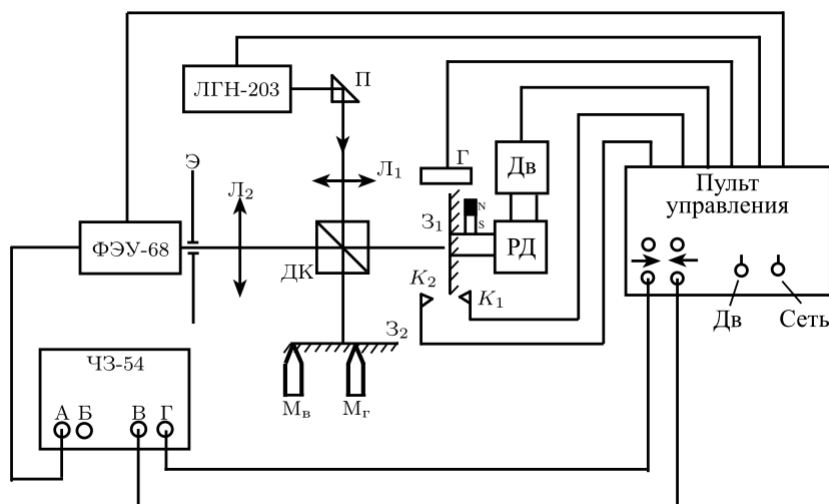 ЛГН-203
П
Г
Дв
Э
Л₁
Л₂
N
S
З₁
РД
Пульт
управления
ФЭУ-68
ДК
K₂
K₁
Дв
Сеть
З₂
ЧЗ-54
А Б В Г
Мв
Мг